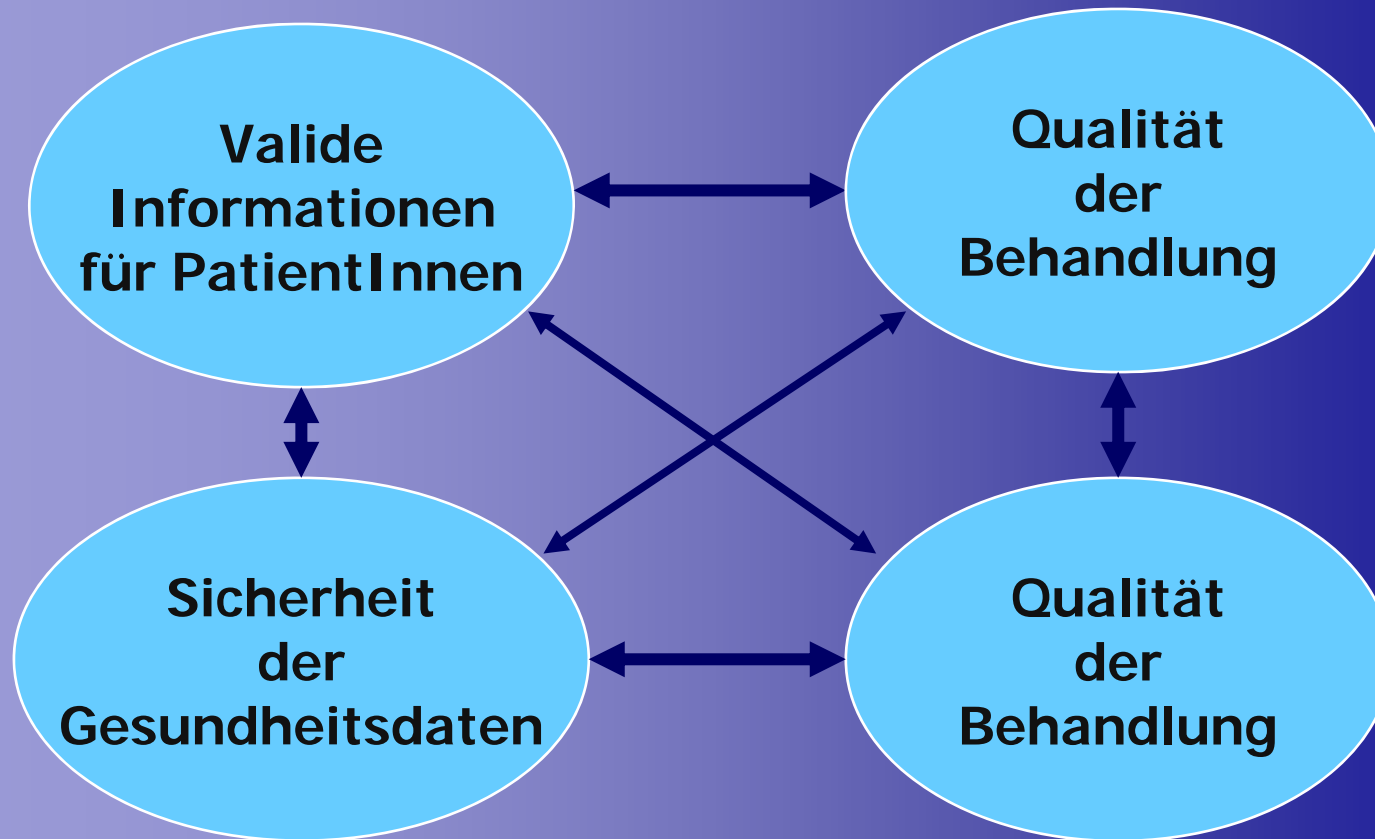 Valide
Informationen
für PatientInnen
Qualität
der
Behandlung
Sicherheit
der
Gesundheitsdaten
Qualität
der
Behandlung